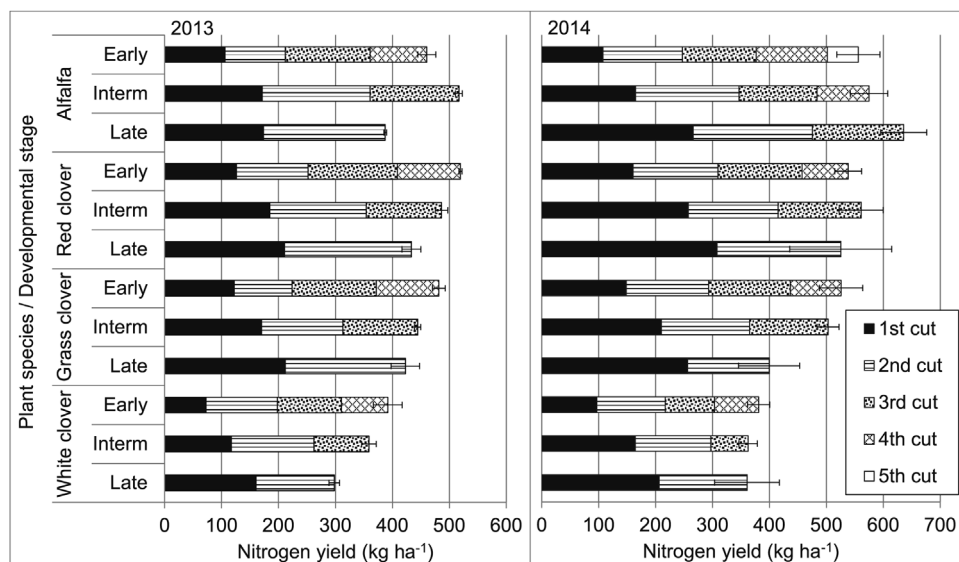 2013
2014
Plant species / Developmental stage
Alfalfa
Early
Interm
Late
Red clover
Early
Interm
Late
Grass clover
Early
Interm
Late
White clover
Early
Interm
Late
1st cut
2nd cut
3rd cut
4th cut
5th cut
0 100 200 300 400 500 600
0 100 200 300 400 500 600 700
Nitrogen yield (kg ha⁻¹)
Nitrogen yield (kg ha⁻¹)